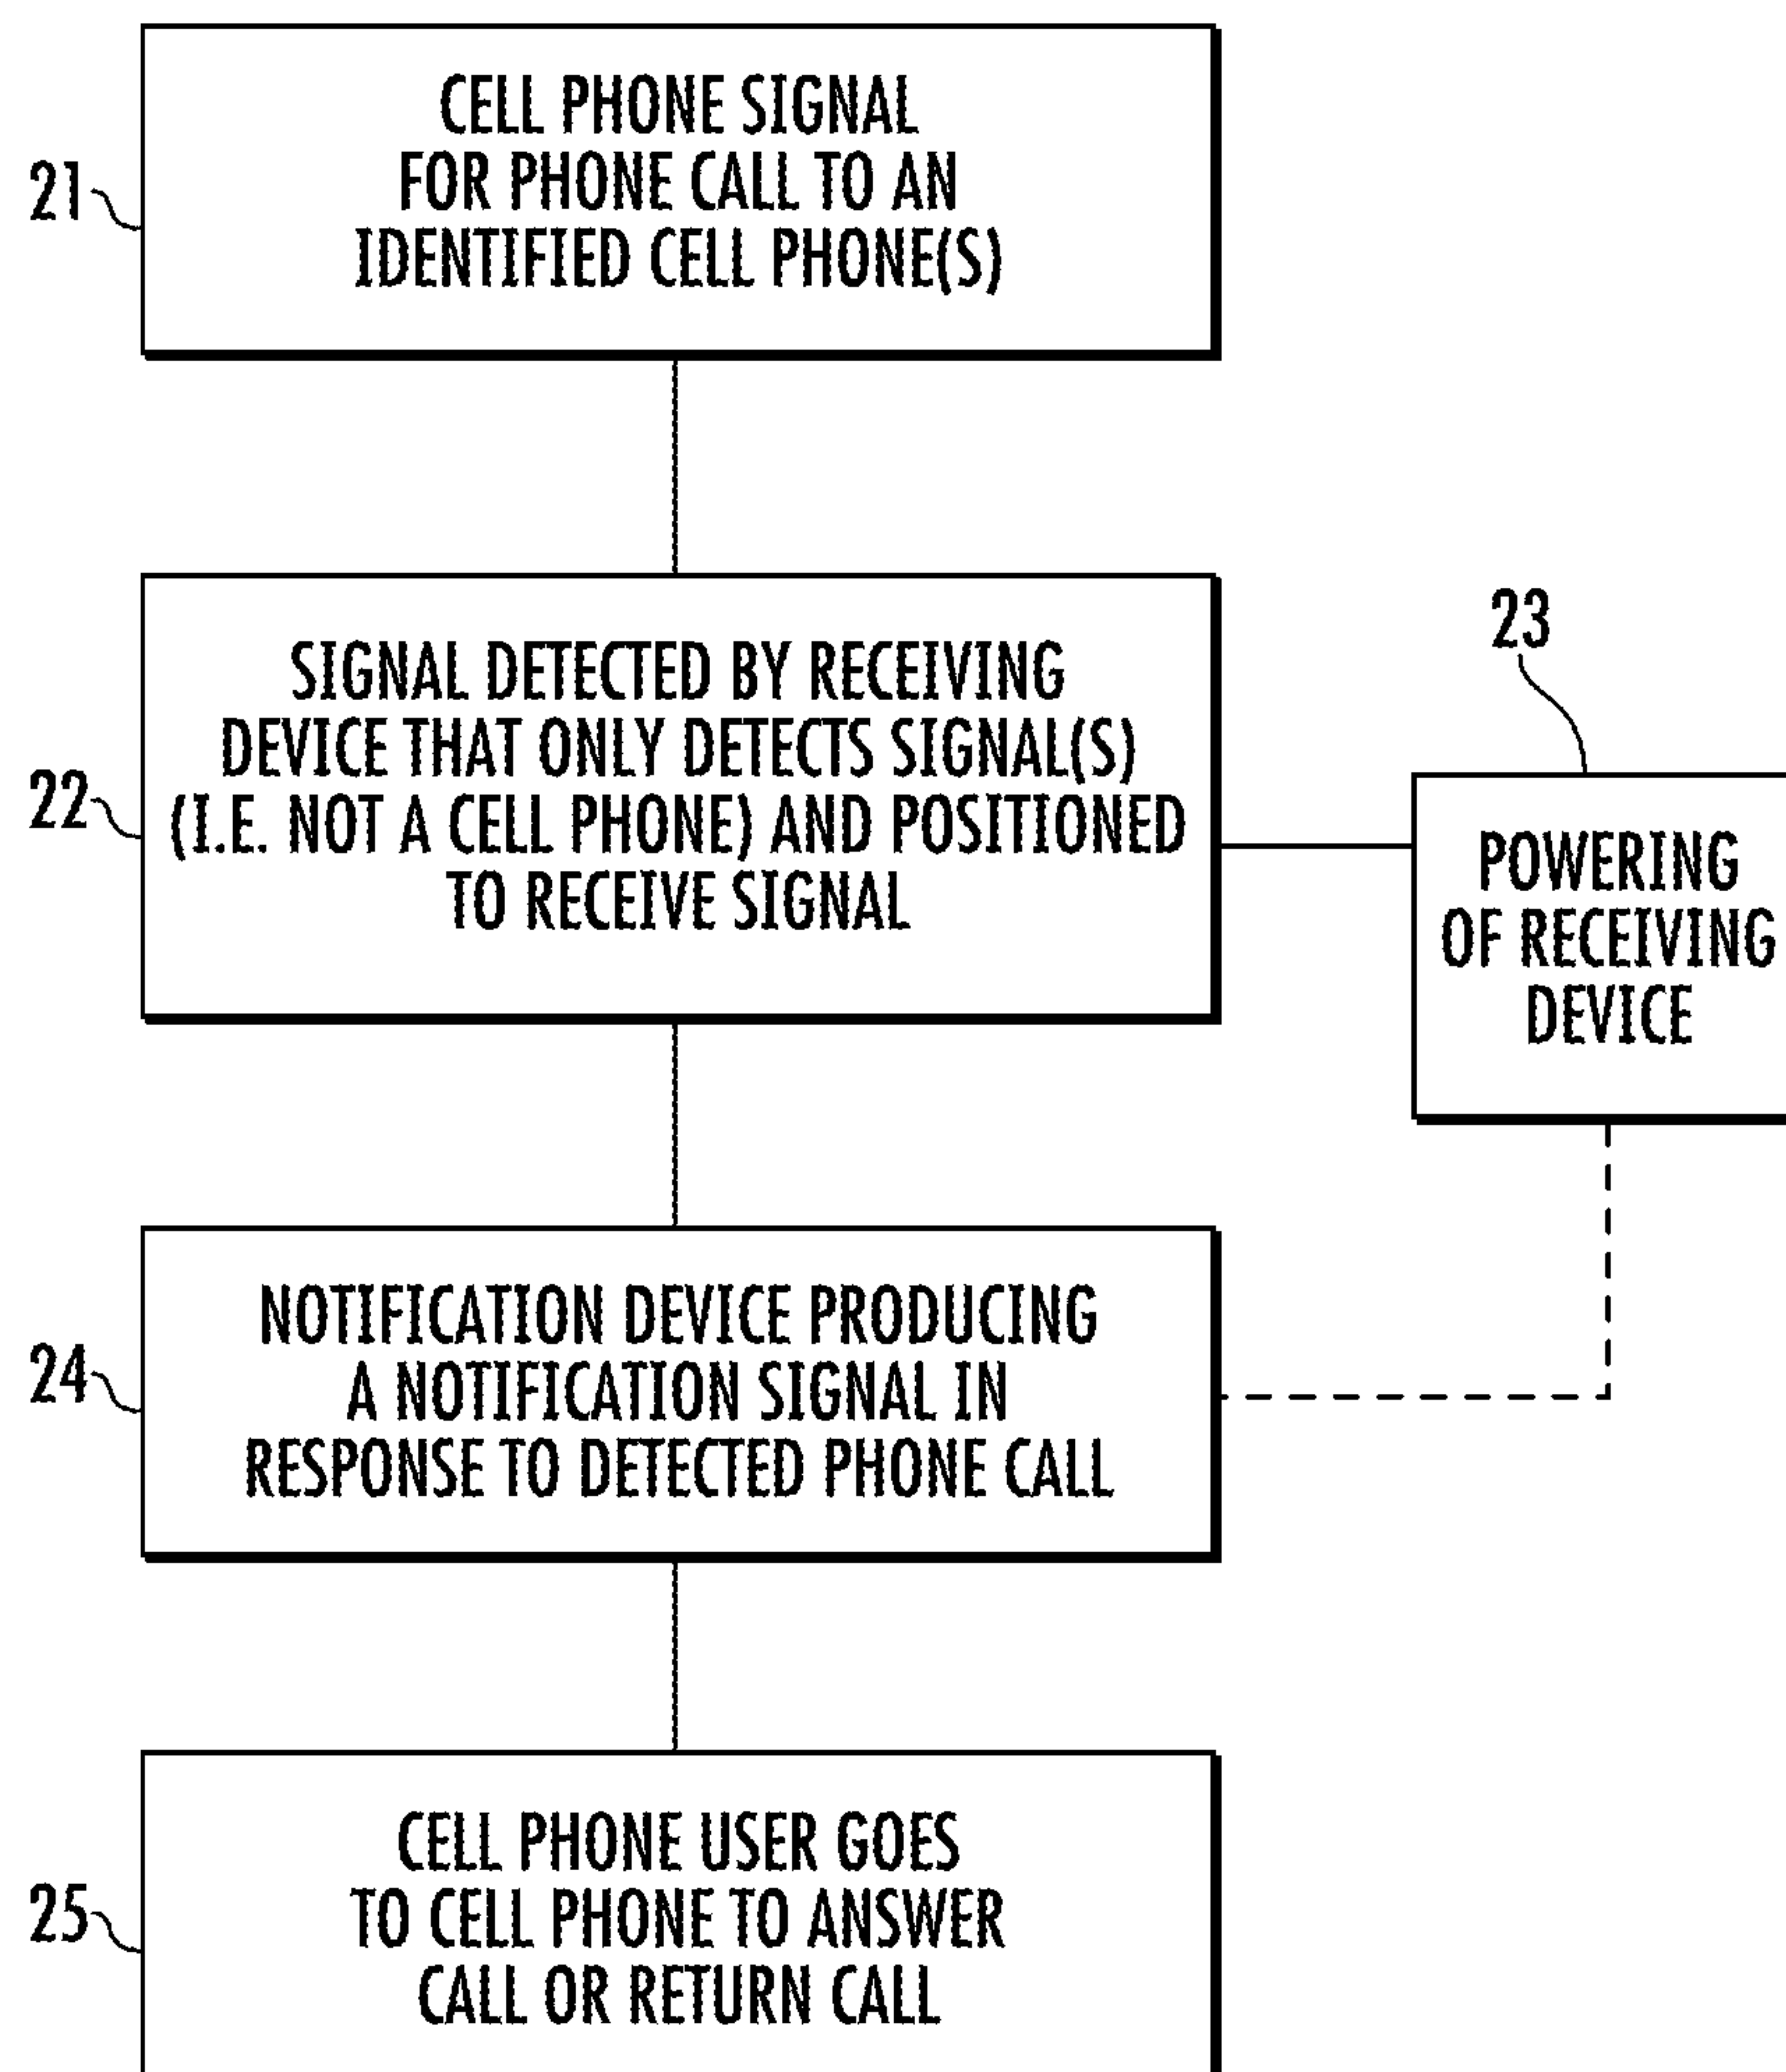 CELL PHONE SIGNAL
FOR PHONE CALL TO AN
IDENTIFIED CELL PHONE(S)
21
SIGNAL DETECTED BY RECEIVING
DEVICE THAT ONLY DETECTS SIGNAL(S)
(I.E. NOT A CELL PHONE) AND POSITIONED
TO RECEIVE SIGNAL
22
23
POWERING
OF RECEIVING
DEVICE
NOTIFICATION DEVICE PRODUCING
A NOTIFICATION SIGNAL IN
RESPONSE TO DETECTED PHONE CALL
24
CELL PHONE USER GOES
TO CELL PHONE TO ANSWER
CALL OR RETURN CALL
25